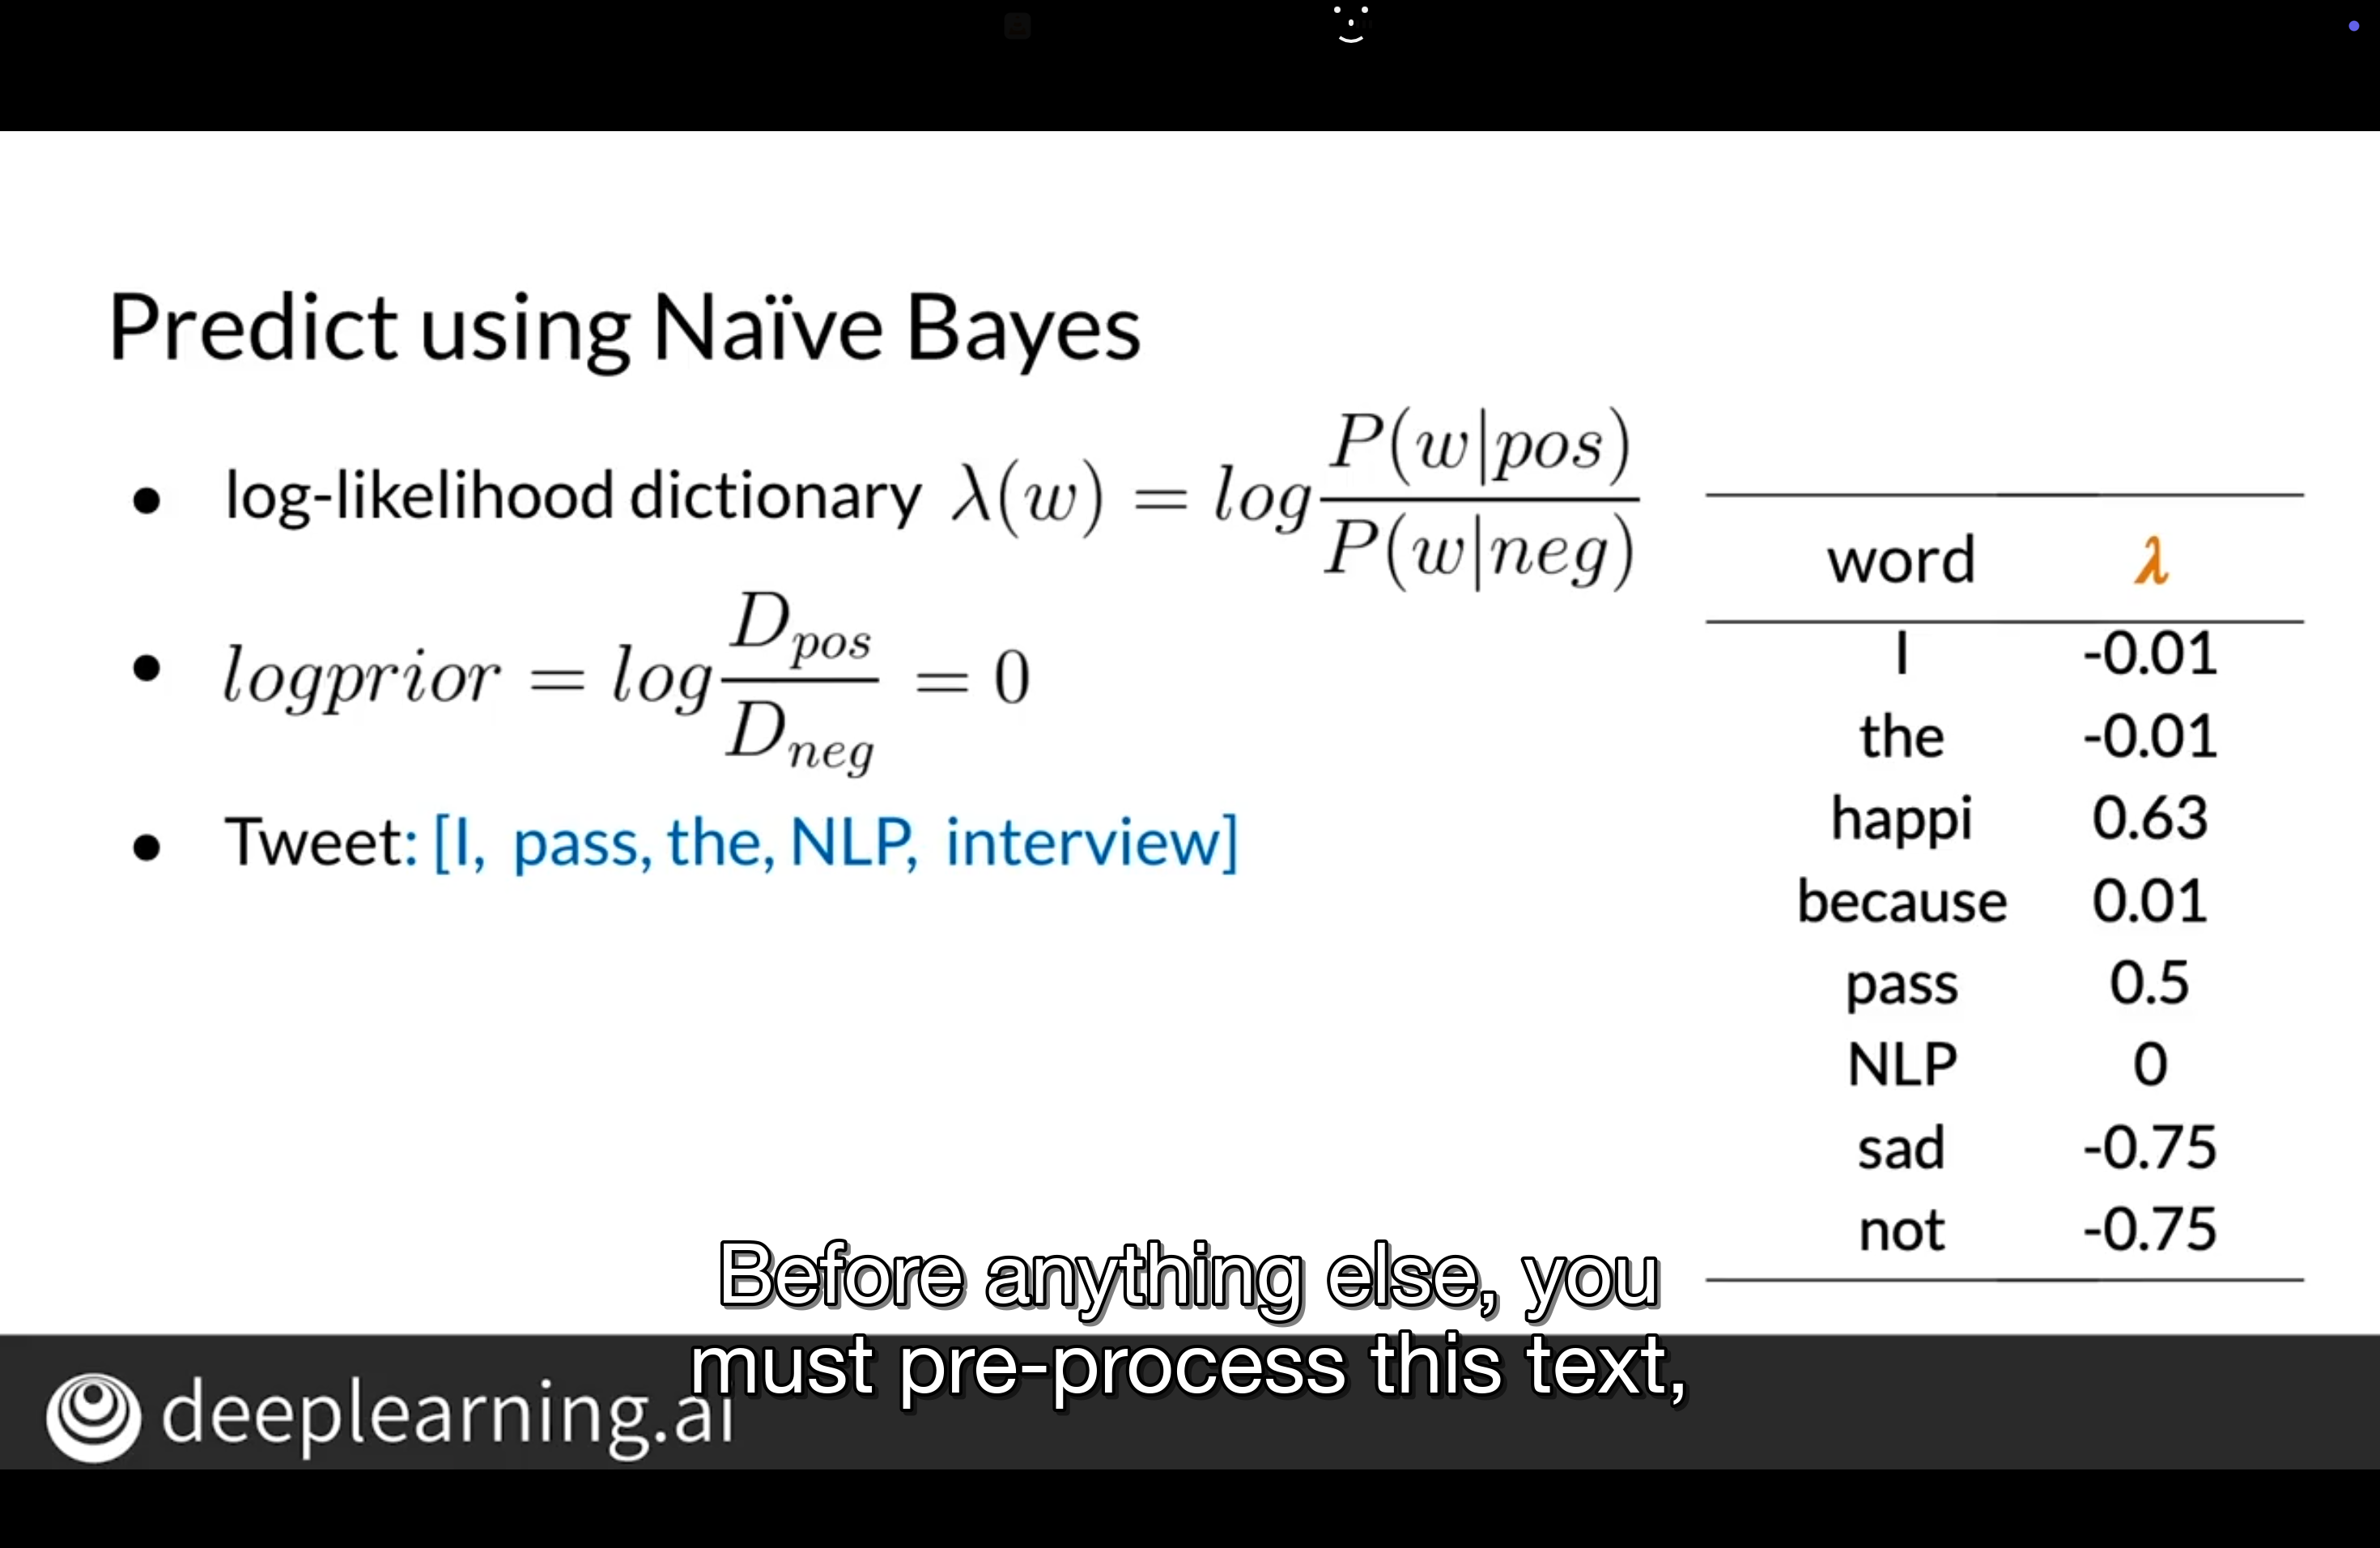 Predict using Naïve Bayes
• log-likelihood dictionary λ(w) = log P(w|pos) / P(w|neg)
• logprior = log D_pos / D_neg = 0
• Tweet: [I, pass, the, NLP, interview]
word λ
I -0.01
the -0.01
happi 0.63
because 0.01
pass 0.5
NLP 0
sad -0.75
not -0.75
Before anything else, you
must pre-process this text,
deeplearning.ai